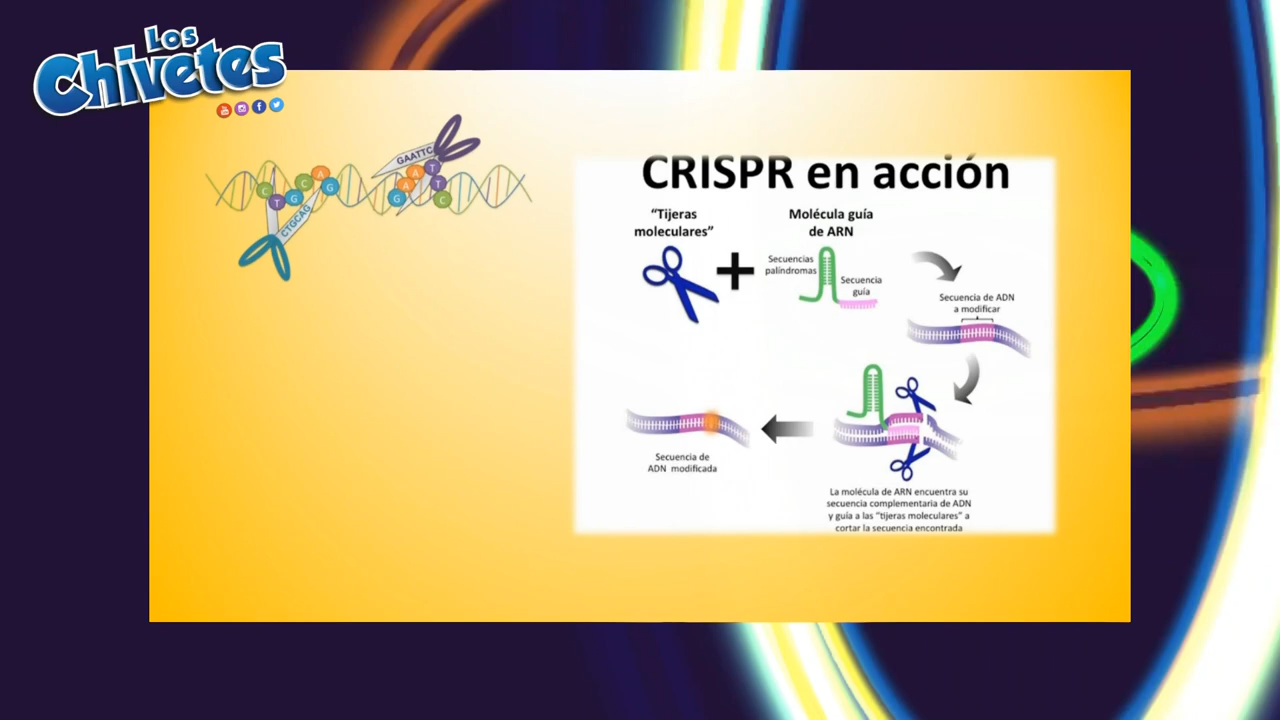 Los
Chivetes
GAATTC
C
T
G
C
A
G
G
A
A
T
T
C
CTGCAG
CRISPR en acción
“Tijeras
moleculares”
Molécula guía
de ARN
Secuencias
palíndromas
Secuencia
guía
Secuencia de ADN
a modificar
Secuencia de
ADN modificada
La molécula de ARN encuentra su
secuencia complementaria de ADN
y guía a las “tijeras moleculares” a
cortar la secuencia encontrada